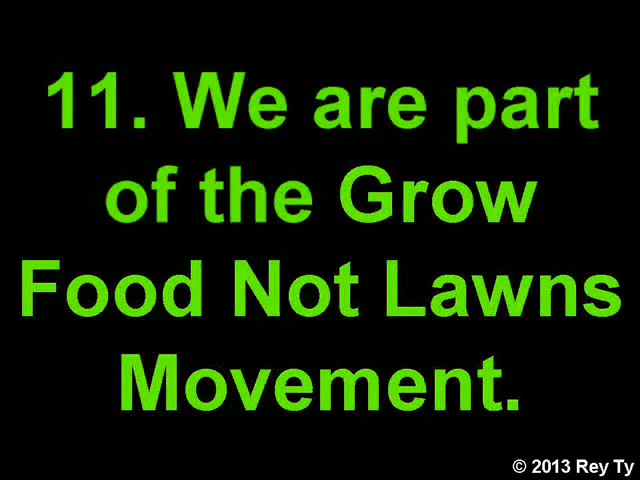 11. We are part
of the Grow
Food Not Lawns
Movement.
© 2013 Rey Ty